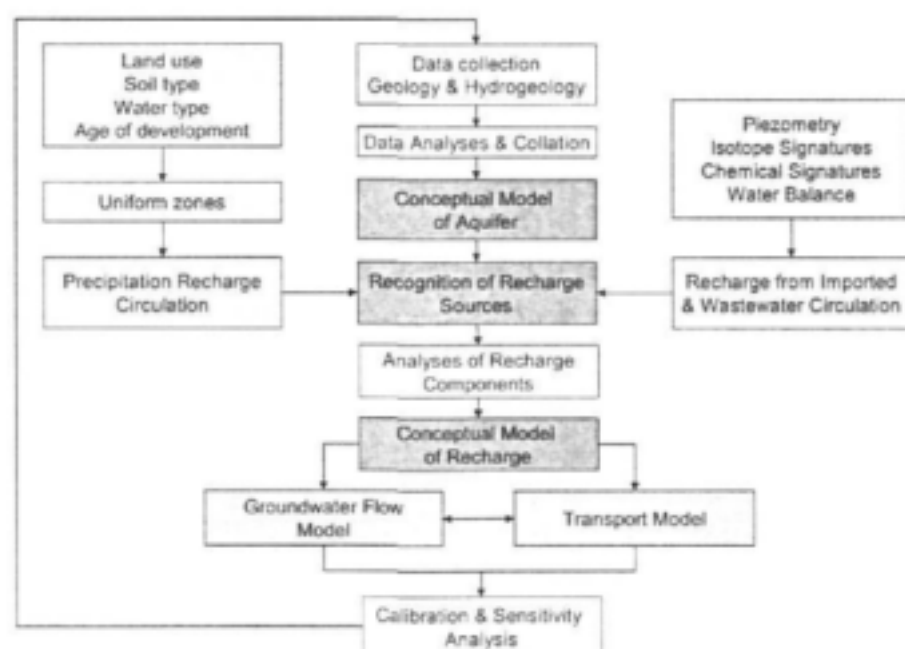 Land use
Soil type
Water type
Age of development
Uniform zones
Precipitation Recharge
Circulation
Data collection
Geology & Hydrogeology
Data Analyses & Collation
Conceptual Model
of Aquifer
Recognition of Recharge
Sources
Analyses of Recharge
Components
Conceptual Model
of Recharge
Piezometry
Isotope Signatures
Chemical Signatures
Water Balance
Recharge from Imported
& Wastewater Circulation
Groundwater Flow
Model
Transport Model
Calibration & Sensitivity
Analysis